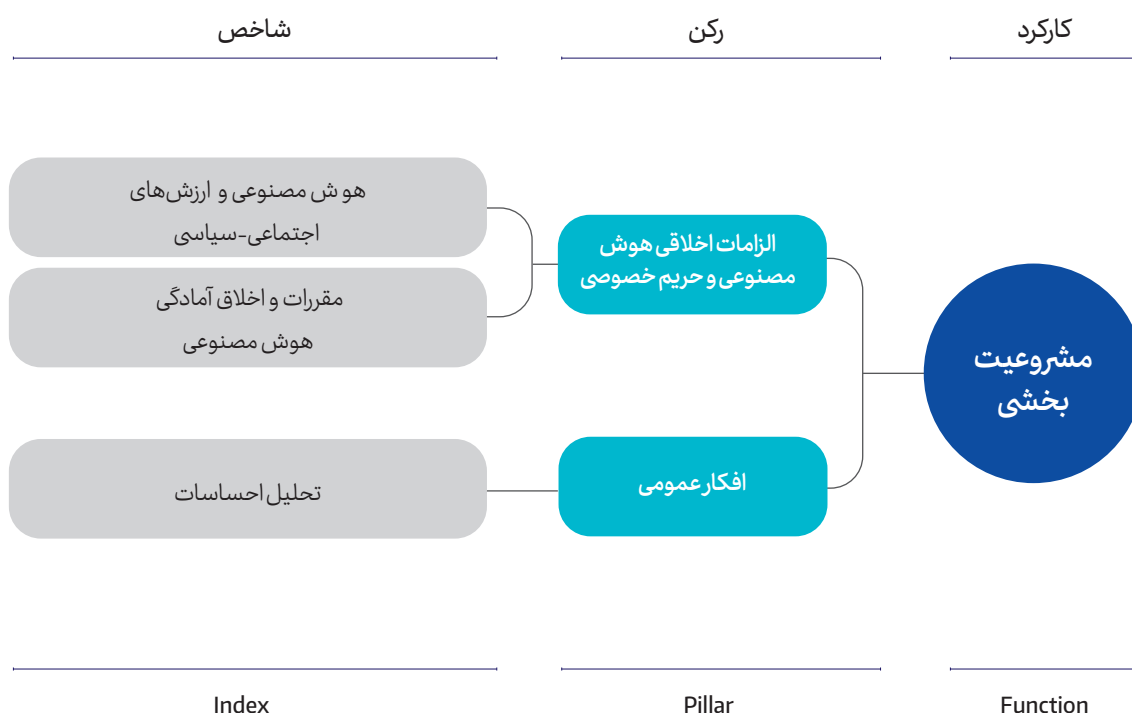 کارکرد
رکن
شاخص
مشروعیت
بخشی
الزامات اخلاقی هوش
مصنوعی و حریم خصوصی
هوش مصنوعی و ارزش‌های
اجتماعی-سیاسی
مقررات و اخلاق آمادگی
هوش مصنوعی
افکار عمومی
تحلیل احساسات
Function
Pillar
Index